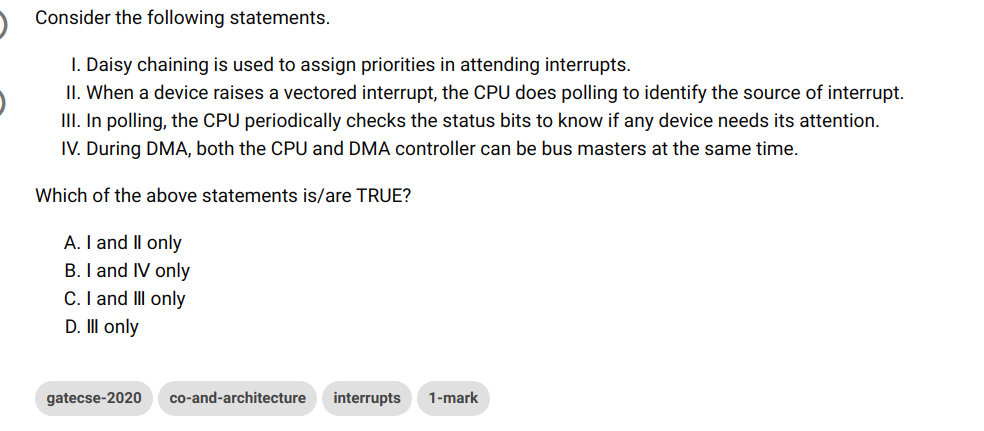 Consider the following statements.
I. Daisy chaining is used to assign priorities in attending interrupts.
II. When a device raises a vectored interrupt, the CPU does polling to identify the source of interrupt.
III. In polling, the CPU periodically checks the status bits to know if any device needs its attention.
IV. During DMA, both the CPU and DMA controller can be bus masters at the same time.
Which of the above statements is/are TRUE?
A. I and II only
B. I and IV only
C. I and III only
D. III only
gatecse-2020 co-and-architecture interrupts 1-mark